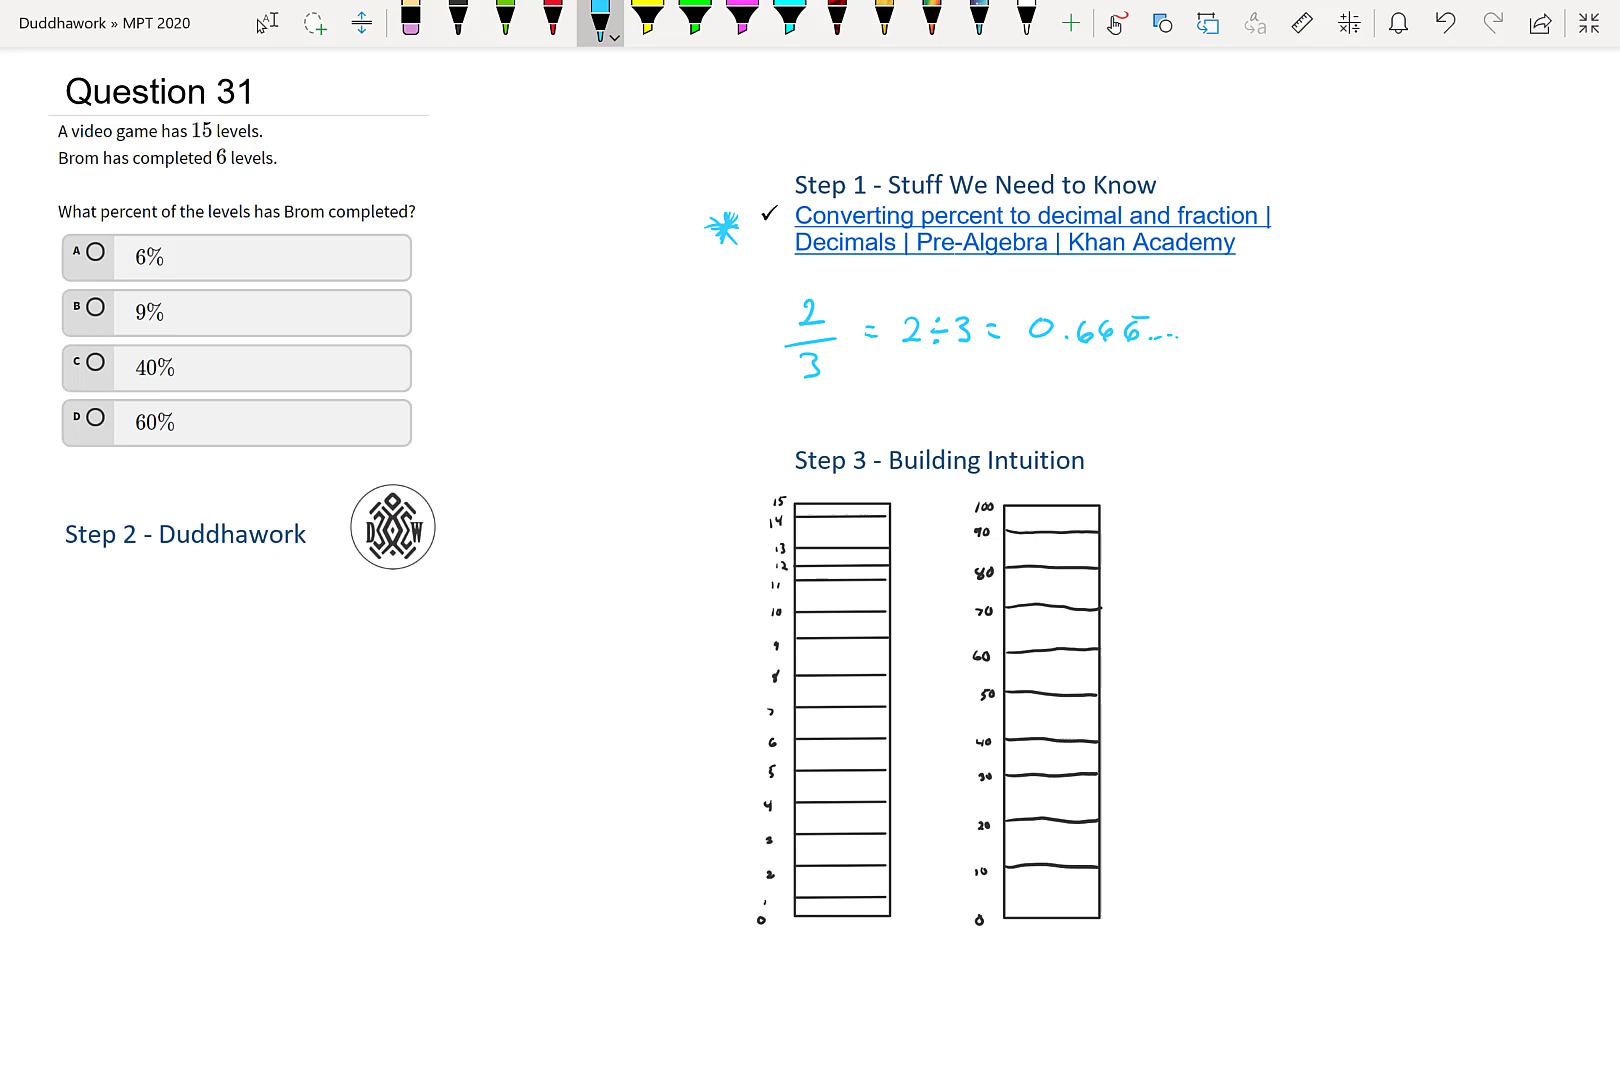 Duddhawork » MPT 2020
Question 31
A video game has 15 levels.
Brom has completed 6 levels.
What percent of the levels has Brom completed?
A 6%
B 9%
C 40%
D 60%
Step 2 - Duddhawork
D W
Step 1 - Stuff We Need to Know
✓ Converting percent to decimal and fraction |
Decimals | Pre-Algebra | Khan Academy
2/3 = 2÷3 = 0.666̅...
Step 3 - Building Intuition
15
14
13
12
11
10
9
8
7
6
5
4
3
2
1
0
100
90
80
70
60
50
40
30
20
10
0